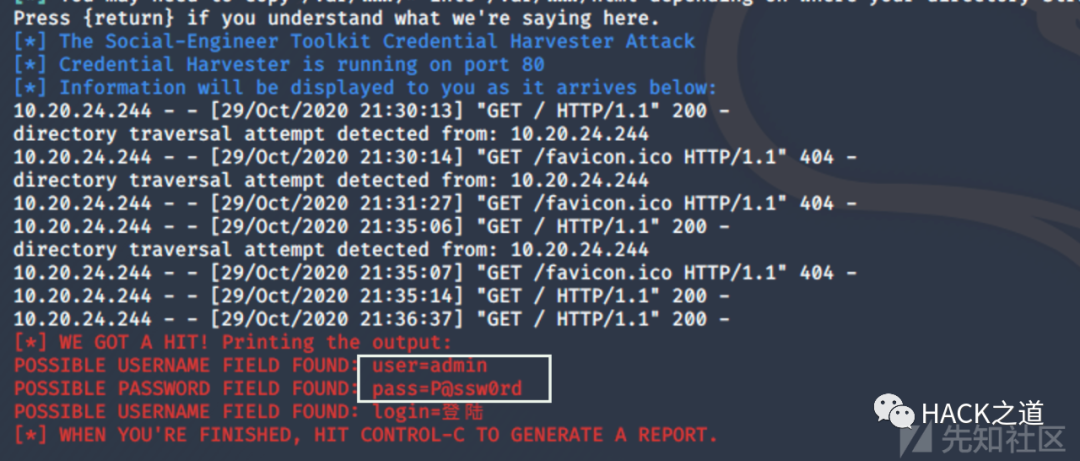 Press {return} if you understand what we're saying here.
[*] The Social-Engineer Toolkit Credential Harvester Attack
[*] Credential Harvester is running on port 80
[*] Information will be displayed to you as it arrives below:
10.20.24.244 - - [29/Oct/2020 21:30:13] "GET / HTTP/1.1" 200 -
directory traversal attempt detected from: 10.20.24.244
10.20.24.244 - - [29/Oct/2020 21:30:14] "GET /favicon.ico HTTP/1.1" 404 -
directory traversal attempt detected from: 10.20.24.244
10.20.24.244 - - [29/Oct/2020 21:31:27] "GET /favicon.ico HTTP/1.1" 404 -
10.20.24.244 - - [29/Oct/2020 21:35:06] "GET / HTTP/1.1" 200 -
directory traversal attempt detected from: 10.20.24.244
10.20.24.244 - - [29/Oct/2020 21:35:07] "GET /favicon.ico HTTP/1.1" 404 -
10.20.24.244 - - [29/Oct/2020 21:35:14] "GET / HTTP/1.1" 200 -
10.20.24.244 - - [29/Oct/2020 21:36:37] "GET / HTTP/1.1" 200 -
[*] WE GOT A HIT! Printing the output:
POSSIBLE USERNAME FIELD FOUND: user=admin
POSSIBLE PASSWORD FIELD FOUND: pass=P@ssw0rd
POSSIBLE USERNAME FIELD FOUND: login=登陆
[*] WHEN YOU'RE FINISHED, HIT CONTROL-C TO GENERATE A REPORT.
HACK之道
先知社区